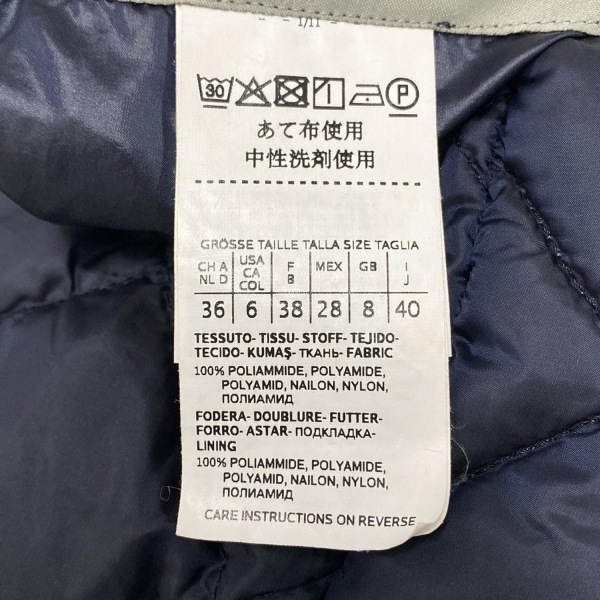 - - 1/11 -
30 P
あて布使用
中性洗剤使用
GRÖSSE TAILLE TALLA SIZE TAGLIA
CH A NL D USA CA COL F B MEX GB I J
36 6 38 28 8 40
TESSUTO- TISSU- STOFF- TEJIDO-
TECIDO- KUMAŞ- ТКАНЬ- FABRIC
100% POLIAMMIDE, POLYAMIDE,
POLYAMID, NAILON, NYLON,
ПОЛИАМИД
FODERA- DOUBLURE- FUTTER-
FORRO- ASTAR- ПОДКЛАДКА-
LINING
100% POLIAMMIDE, POLYAMIDE,
POLYAMID, NAILON, NYLON,
ПОЛИАМИД
CARE INSTRUCTIONS ON REVERSE